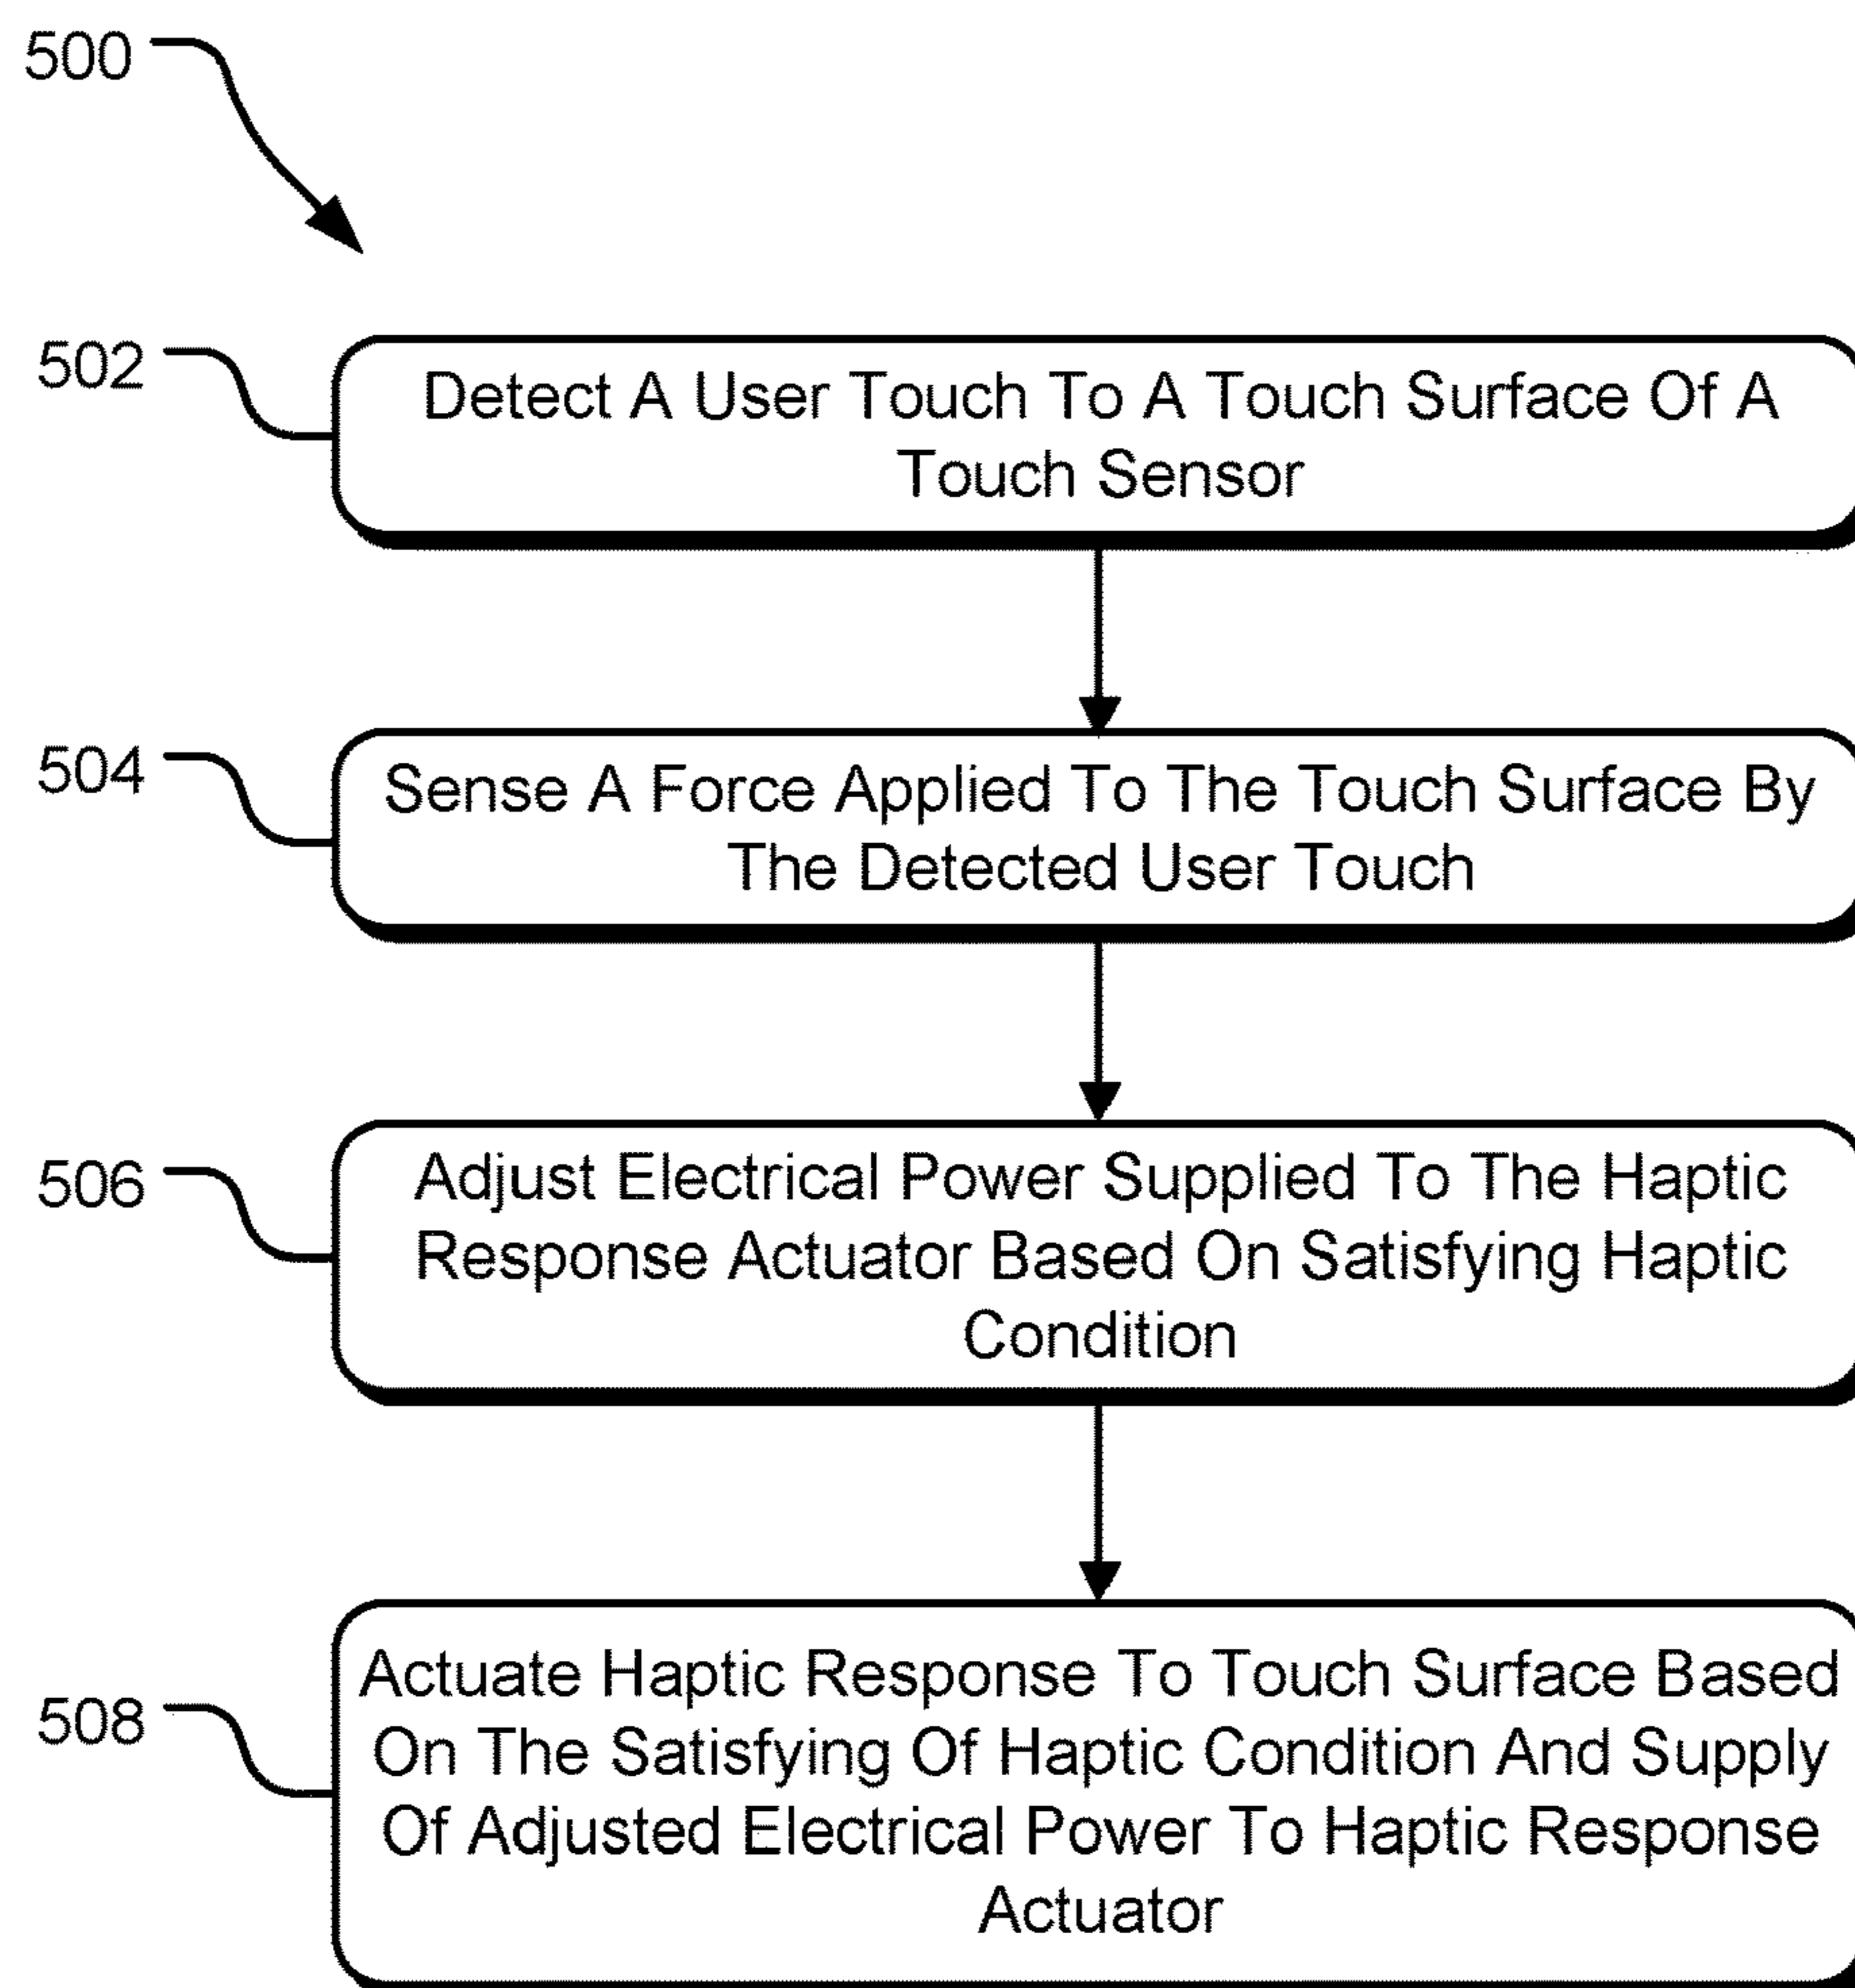 500
502
Detect A User Touch To A Touch Surface Of A
Touch Sensor
504
Sense A Force Applied To The Touch Surface By
The Detected User Touch
506
Adjust Electrical Power Supplied To The Haptic
Response Actuator Based On Satisfying Haptic
Condition
508
Actuate Haptic Response To Touch Surface Based
On The Satisfying Of Haptic Condition And Supply
Of Adjusted Electrical Power To Haptic Response
Actuator